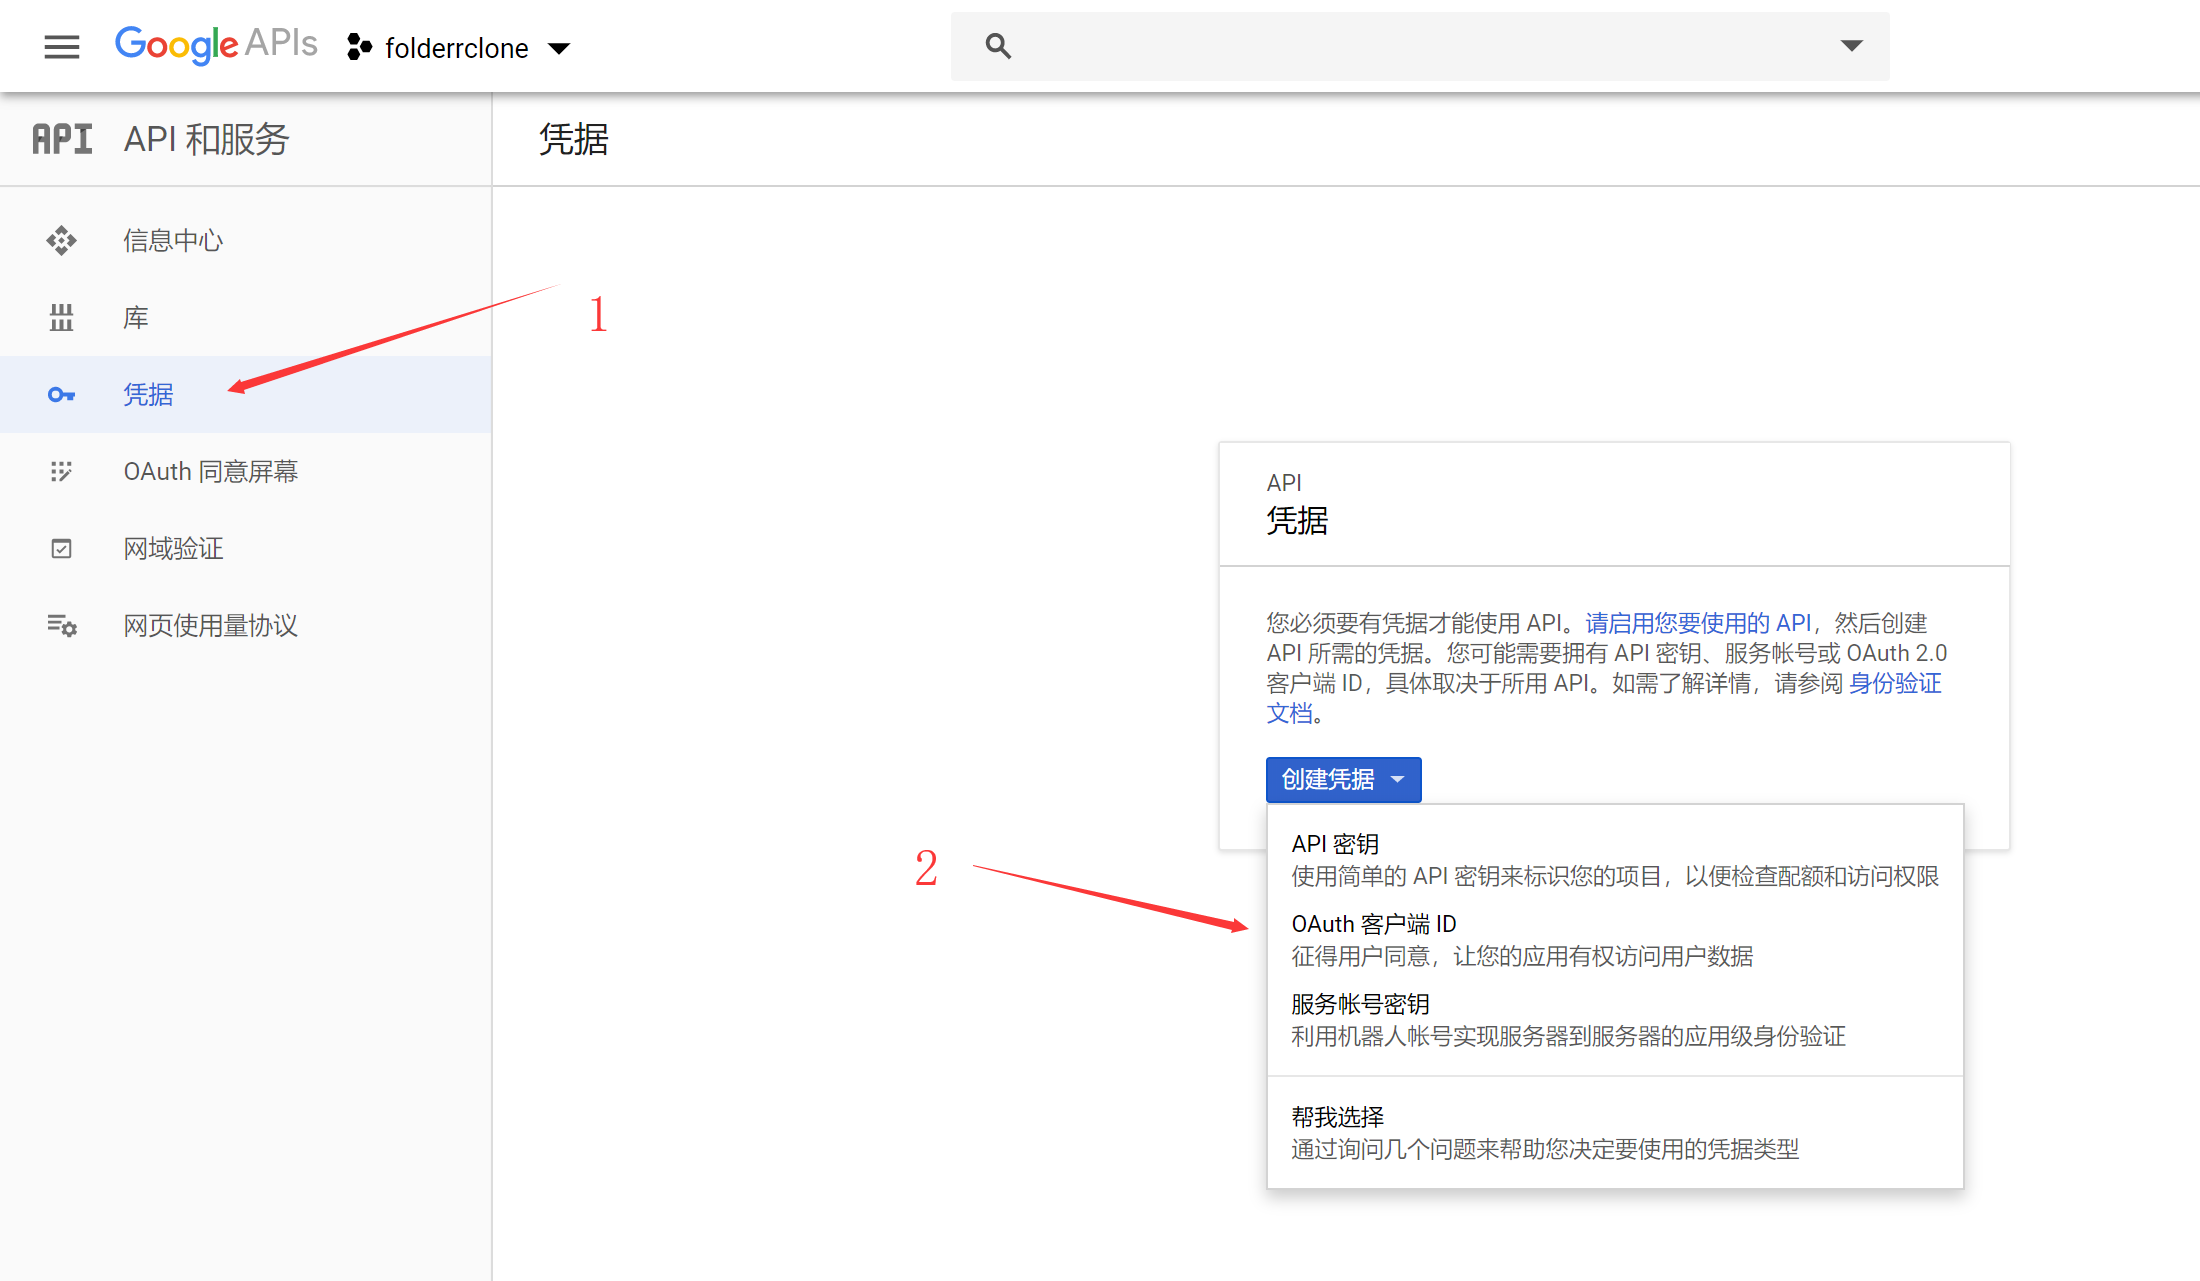 Google APIs
folderrclone
API
API 和服务
凭据
信息中心
库
凭据
OAuth 同意屏幕
网域验证
网页使用量协议
1
API
凭据
您必须要有凭据才能使用 API。请启用您要使用的 API，然后创建
API 所需的凭据。您可能需要拥有 API 密钥、服务帐号或 OAuth 2.0
客户端 ID，具体取决于所用 API。如需了解详情，请参阅 身份验证
文档。
创建凭据
2
API 密钥
使用简单的 API 密钥来标识您的项目，以便检查配额和访问权限
OAuth 客户端 ID
征得用户同意，让您的应用有权访问用户数据
服务帐号密钥
利用机器人帐号实现服务器到服务器的应用级身份验证
帮我选择
通过询问几个问题来帮助您决定要使用的凭据类型